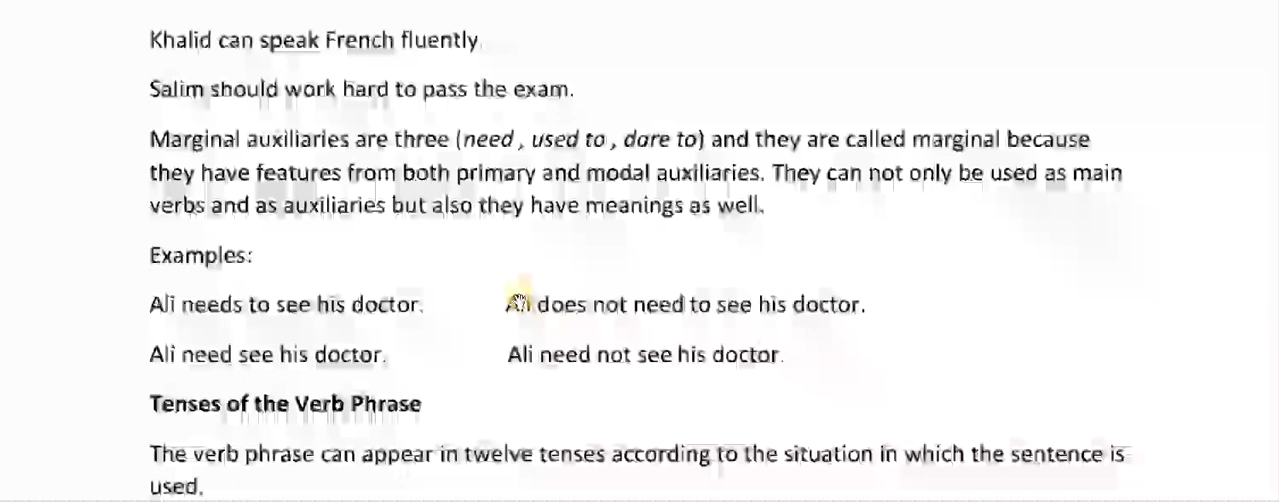 Khalid can speak French fluently.
Salim should work hard to pass the exam.
Marginal auxiliaries are three (need , used to , dare to) and they are called marginal because
they have features from both primary and modal auxiliaries. They can not only be used as main
verbs and as auxiliaries but also they have meanings as well.
Examples:
Ali needs to see his doctor. Ali does not need to see his doctor.
Ali need see his doctor. Ali need not see his doctor.
Tenses of the Verb Phrase
The verb phrase can appear in twelve tenses according to the situation in which the sentence is
used.